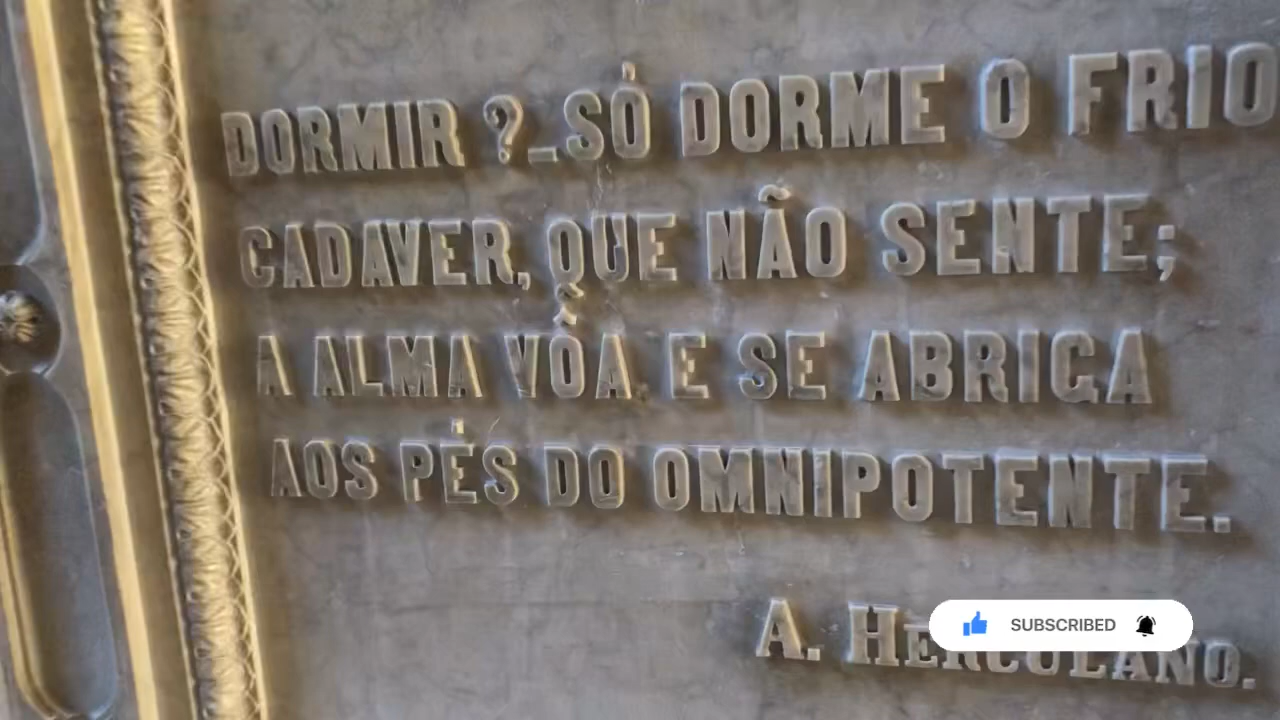 DORMIR ?_SÓ DORME O FRIO
CADAVER, QUE NÃO SENTE;
A ALMA VÔA E SE ABRIGA
AOS PÉS DO OMNIPOTENTE.
A. HERCULANO.
SUBSCRIBED